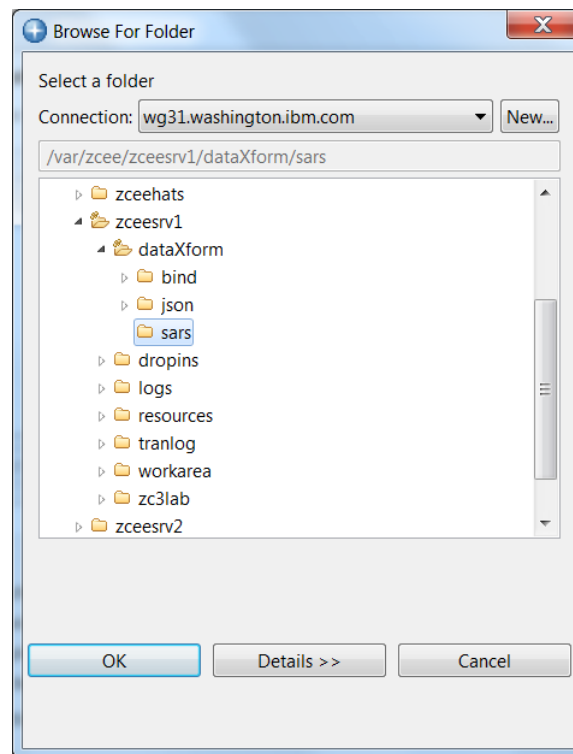 Browse For Folder
Select a folder
Connection: wg31.washington.ibm.com New...
/var/zcee/zceesrv1/dataXform/sars
zceehats
zceesrv1
dataXform
bind
json
sars
dropins
logs
resources
tranlog
workarea
zc3lab
zceesrv2
OK Details >> Cancel